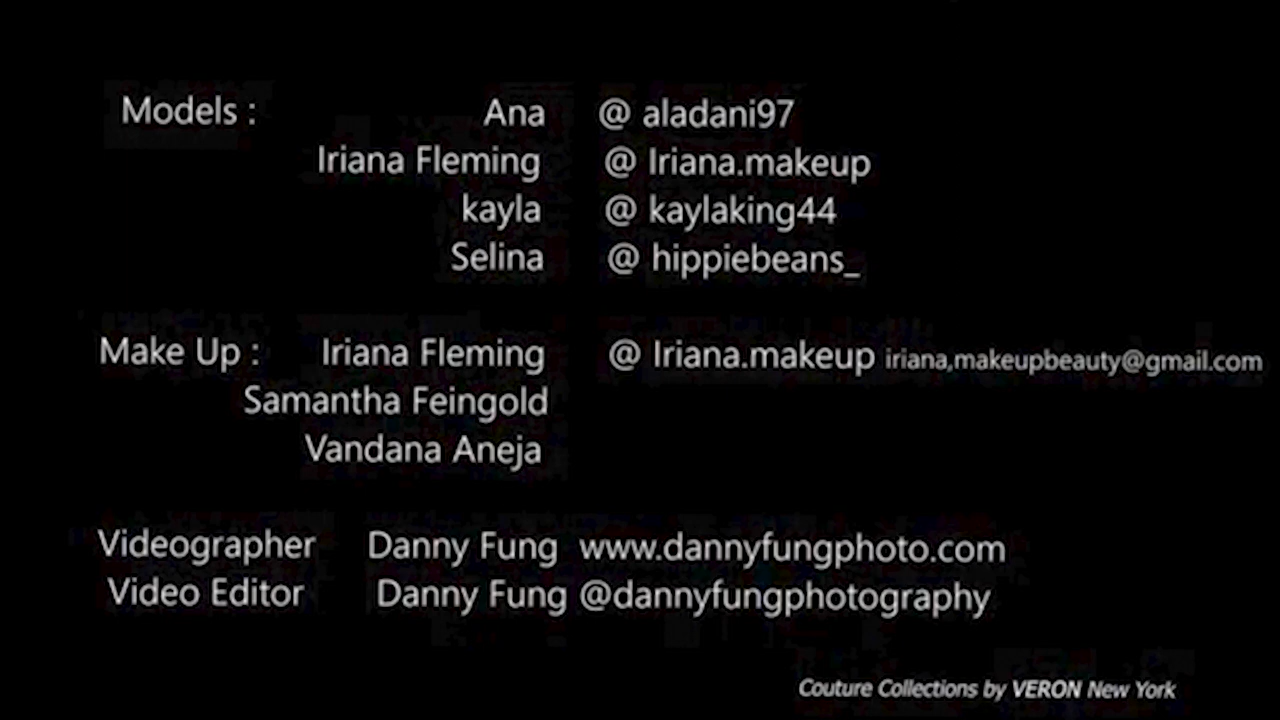 Models : Ana @ aladani97
Iriana Fleming @ Iriana.makeup
kayla @ kaylaking44
Selina @ hippiebeans_
Make Up : Iriana Fleming @ Iriana.makeup iriana,makeupbeauty@gmail.com
Samantha Feingold
Vandana Aneja
Videographer Danny Fung www.dannyfungphoto.com
Video Editor Danny Fung @dannyfungphotography
Couture Collections by VERON New York